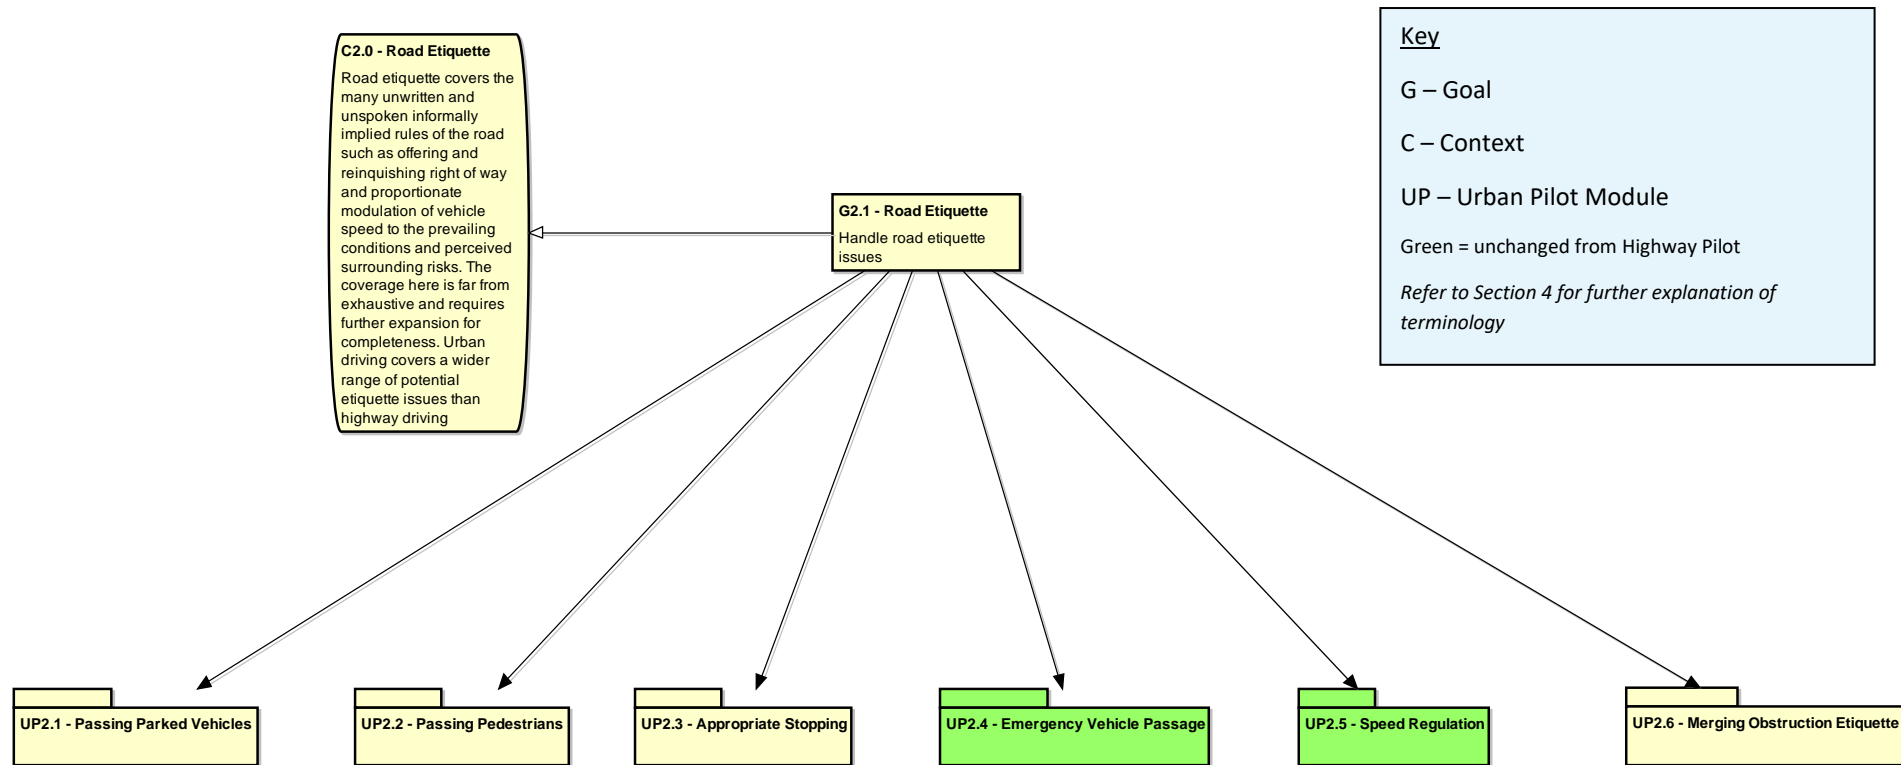 C2.0 - Road Etiquette
Road etiquette covers the
many unwritten and
unspoken informally
implied rules of the road
such as offering and
reinquishing right of way
and proportionate
modulation of vehicle
speed to the prevailing
conditions and perceived
surrounding risks. The
coverage here is far from
exhaustive and requires
further expansion for
completeness. Urban
driving covers a wider
range of potential
etiquette issues than
highway driving
G2.1 - Road Etiquette
Handle road etiquette
issues
Key
G – Goal
C – Context
UP – Urban Pilot Module
Green = unchanged from Highway Pilot
Refer to Section 4 for further explanation of
terminology
UP2.1 - Passing Parked Vehicles
UP2.2 - Passing Pedestrians
UP2.3 - Appropriate Stopping
UP2.4 - Emergency Vehicle Passage
UP2.5 - Speed Regulation
UP2.6 - Merging Obstruction Etiquette